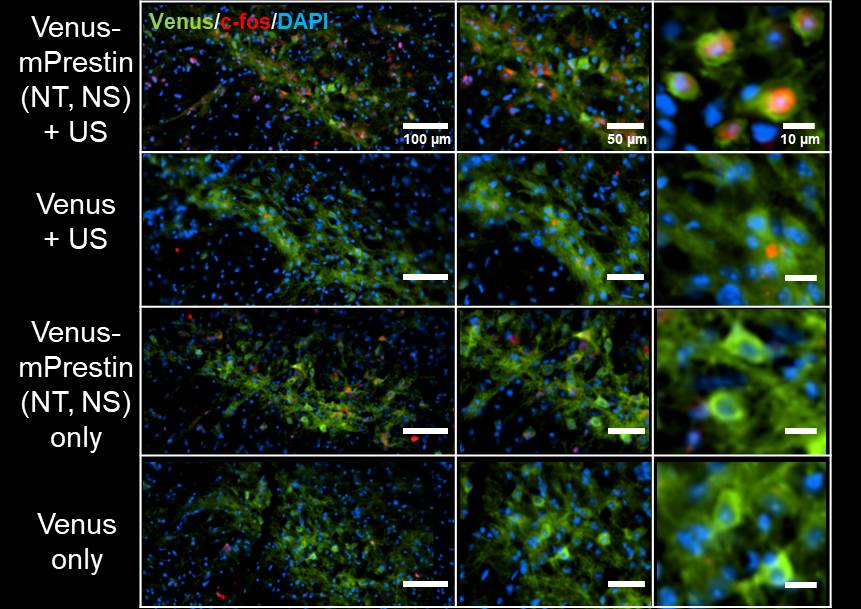 Venus-
mPrestin
(NT, NS)
+ US
Venus/c-fos/DAPI
100 µm
50 µm
10 µm
Venus
+ US
Venus-
mPrestin
(NT, NS)
only
Venus
only